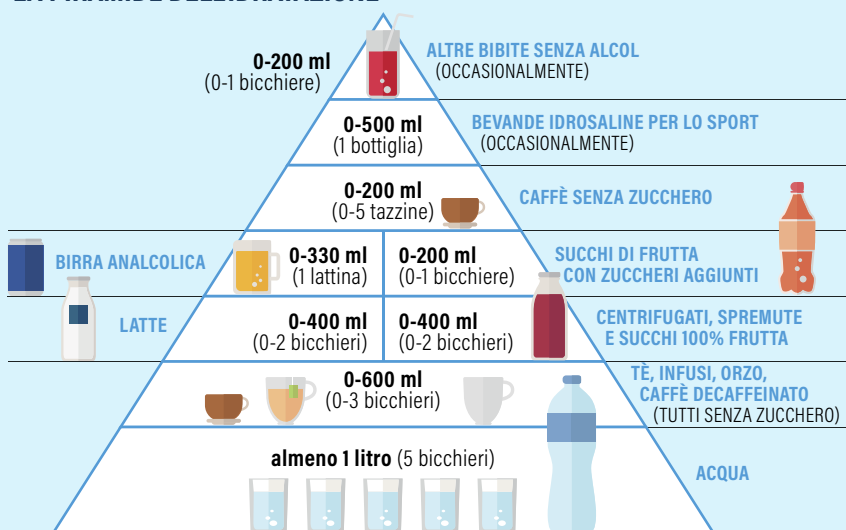 0-200 ml
(0-1 bicchiere)
ALTRE BIBITE SENZA ALCOL
(OCCASIONALMENTE)
0-500 ml
(1 bottiglia)
BEVANDE IDROSALINE PER LO SPORT
(OCCASIONALMENTE)
0-200 ml
(0-5 tazzine)
CAFFÈ SENZA ZUCCHERO
BIRRA ANALCOLICA
0-330 ml
(1 lattina)
0-200 ml
(0-1 bicchiere)
SUCCHI DI FRUTTA
CON ZUCCHERI AGGIUNTI
LATTE
0-400 ml
(0-2 bicchieri)
0-400 ml
(0-2 bicchieri)
CENTRIFUGATI, SPREMUTE
E SUCCHI 100% FRUTTA
0-600 ml
(0-3 bicchieri)
TÈ, INFUSI, ORZO,
CAFFÈ DECAFFEINATO
(TUTTI SENZA ZUCCHERO)
almeno 1 litro (5 bicchieri)
ACQUA